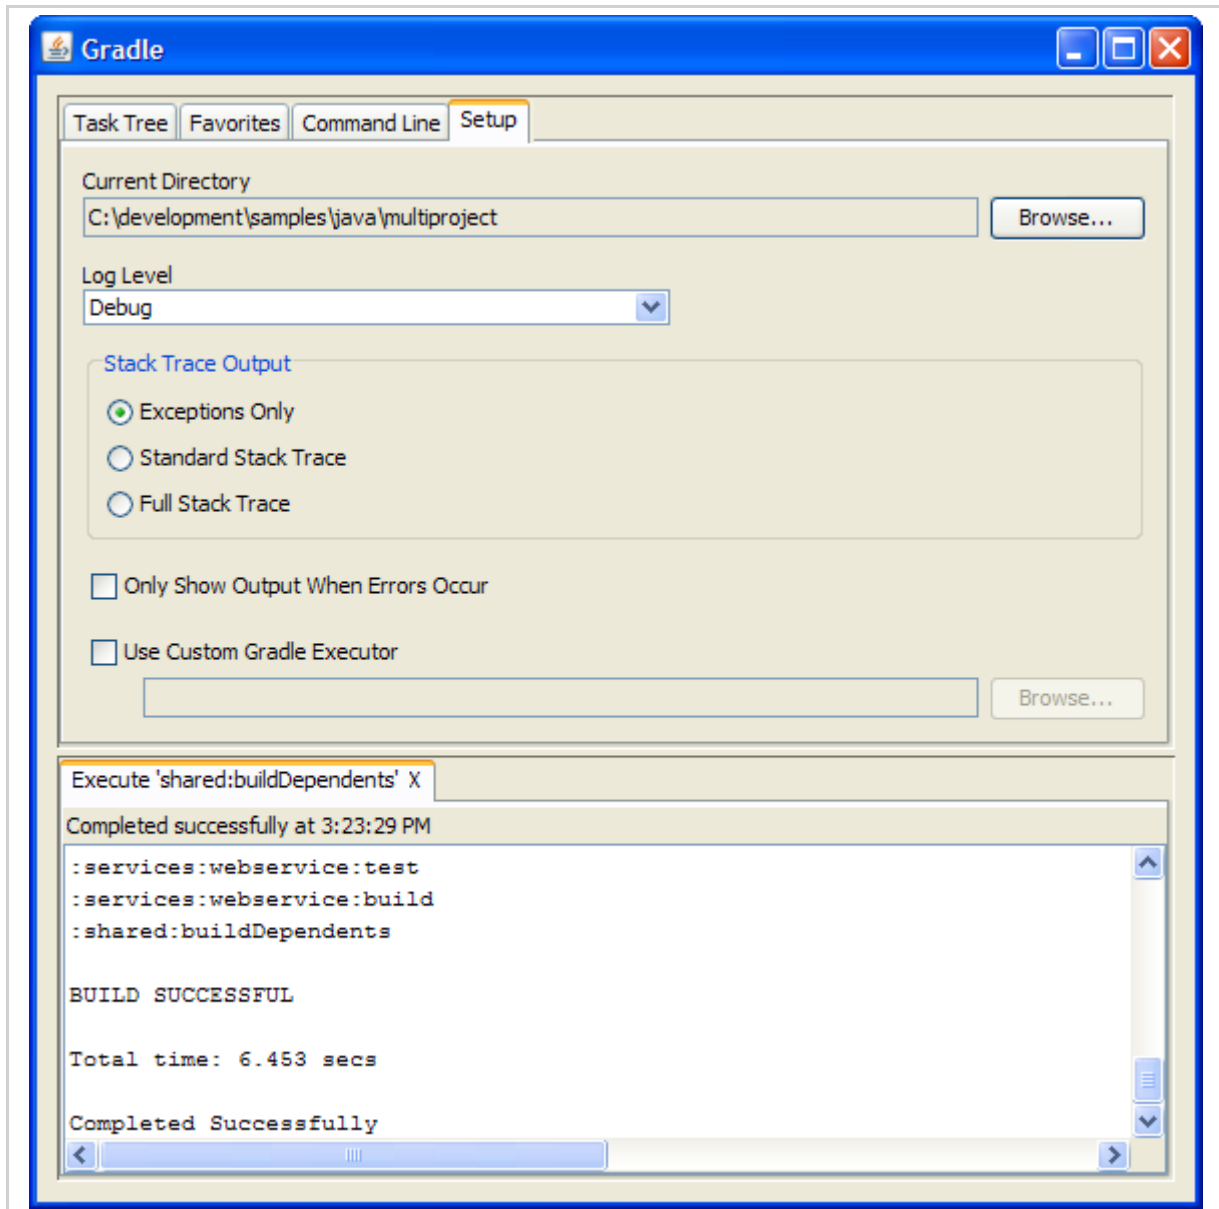 Gradle
Task Tree Favorites Command Line Setup
Current Directory
C:\development\samples\java\multiproject Browse...
Log Level
Debug
Stack Trace Output
Exceptions Only
Standard Stack Trace
Full Stack Trace
Only Show Output When Errors Occur
Use Custom Gradle Executor
Browse...
Execute 'shared:buildDependents' X
Completed successfully at 3:23:29 PM
:services:webservice:test
:services:webservice:build
:shared:buildDependents
BUILD SUCCESSFUL
Total time: 6.453 secs
Completed Successfully